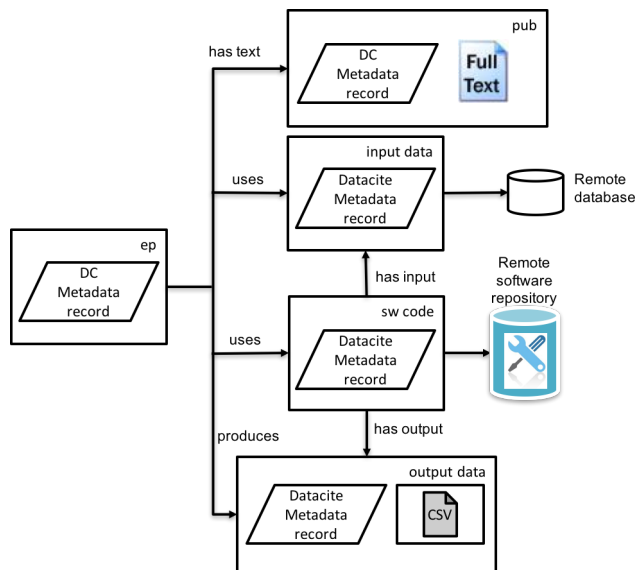 pub
has text
DC
Metadata
record
Full
Text
input data
uses
Datacite
Metadata
record
Remote
database
ep
DC
Metadata
record
has input
Remote
software
repository
sw code
uses
Datacite
Metadata
record
has output
produces
output data
Datacite
Metadata
record
CSV